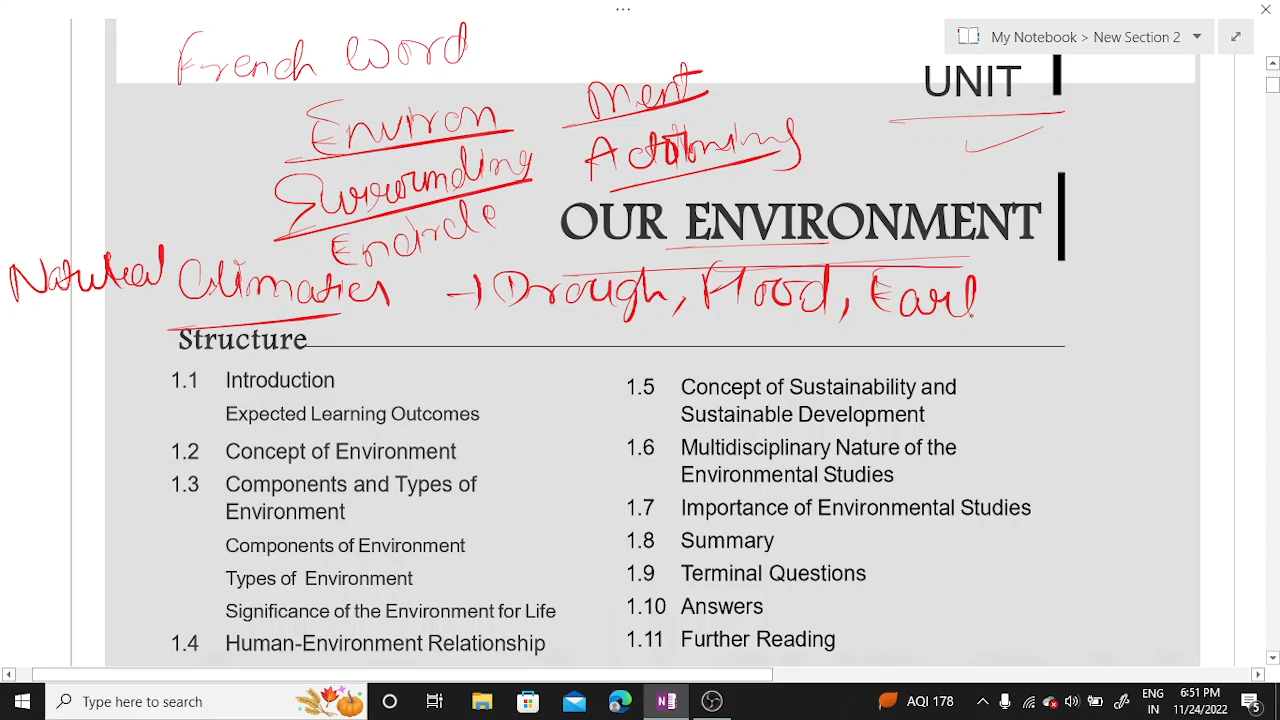 ...
My Notebook > New Section 2
French Word
UNIT
Environ ment
Surrounding Actioning
Encircle
OUR ENVIRONMENT
Natural → Drough, Flood, Earl
Structure
1.1 Introduction
Expected Learning Outcomes
1.2 Concept of Environment
1.3 Components and Types of
Environment
Components of Environment
Types of Environment
Significance of the Environment for Life
1.4 Human-Environment Relationship
1.5 Concept of Sustainability and
Sustainable Development
1.6 Multidisciplinary Nature of the
Environmental Studies
1.7 Importance of Environmental Studies
1.8 Summary
1.9 Terminal Questions
1.10 Answers
1.11 Further Reading
Type here to search
AQI 178
ENG
IN
6:51 PM
11/24/2022
5